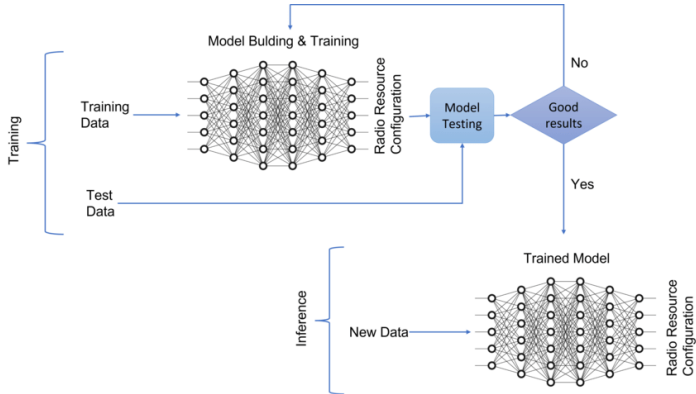 Model Bulding & Training
No
Training
Training
Data
Radio Resource
Configuration
Model
Testing
Good
results
Test
Data
Yes
Trained Model
Inference
New Data
Radio Resource
Configuration